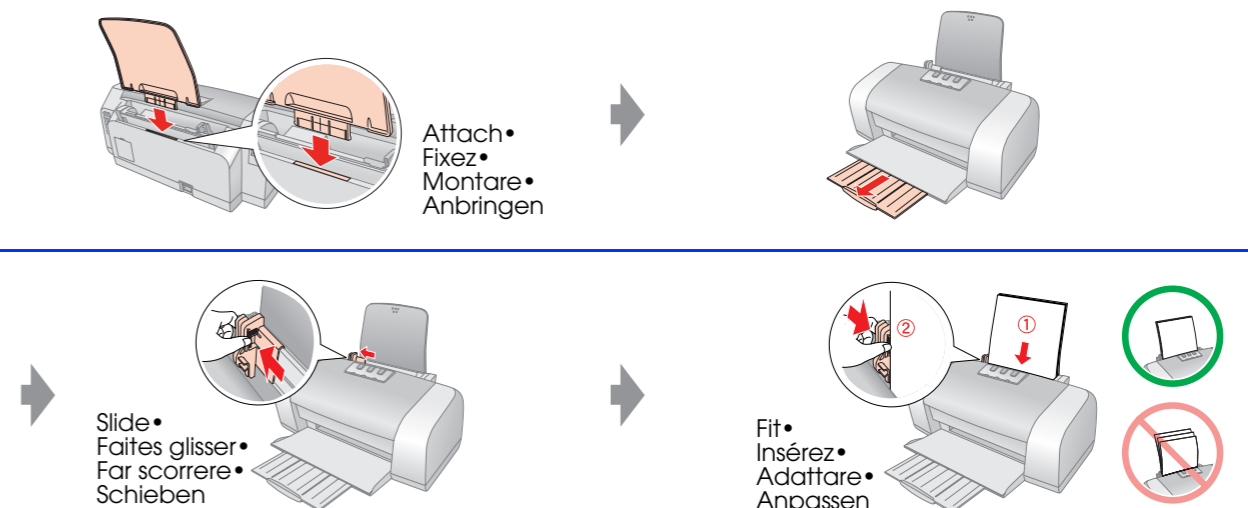 Attach•
Fixez•
Montare•
Anbringen
Slide•
Faites glisser•
Far scorrere•
Schieben
②
①
Fit•
Insérez•
Adattare•
Anpassen